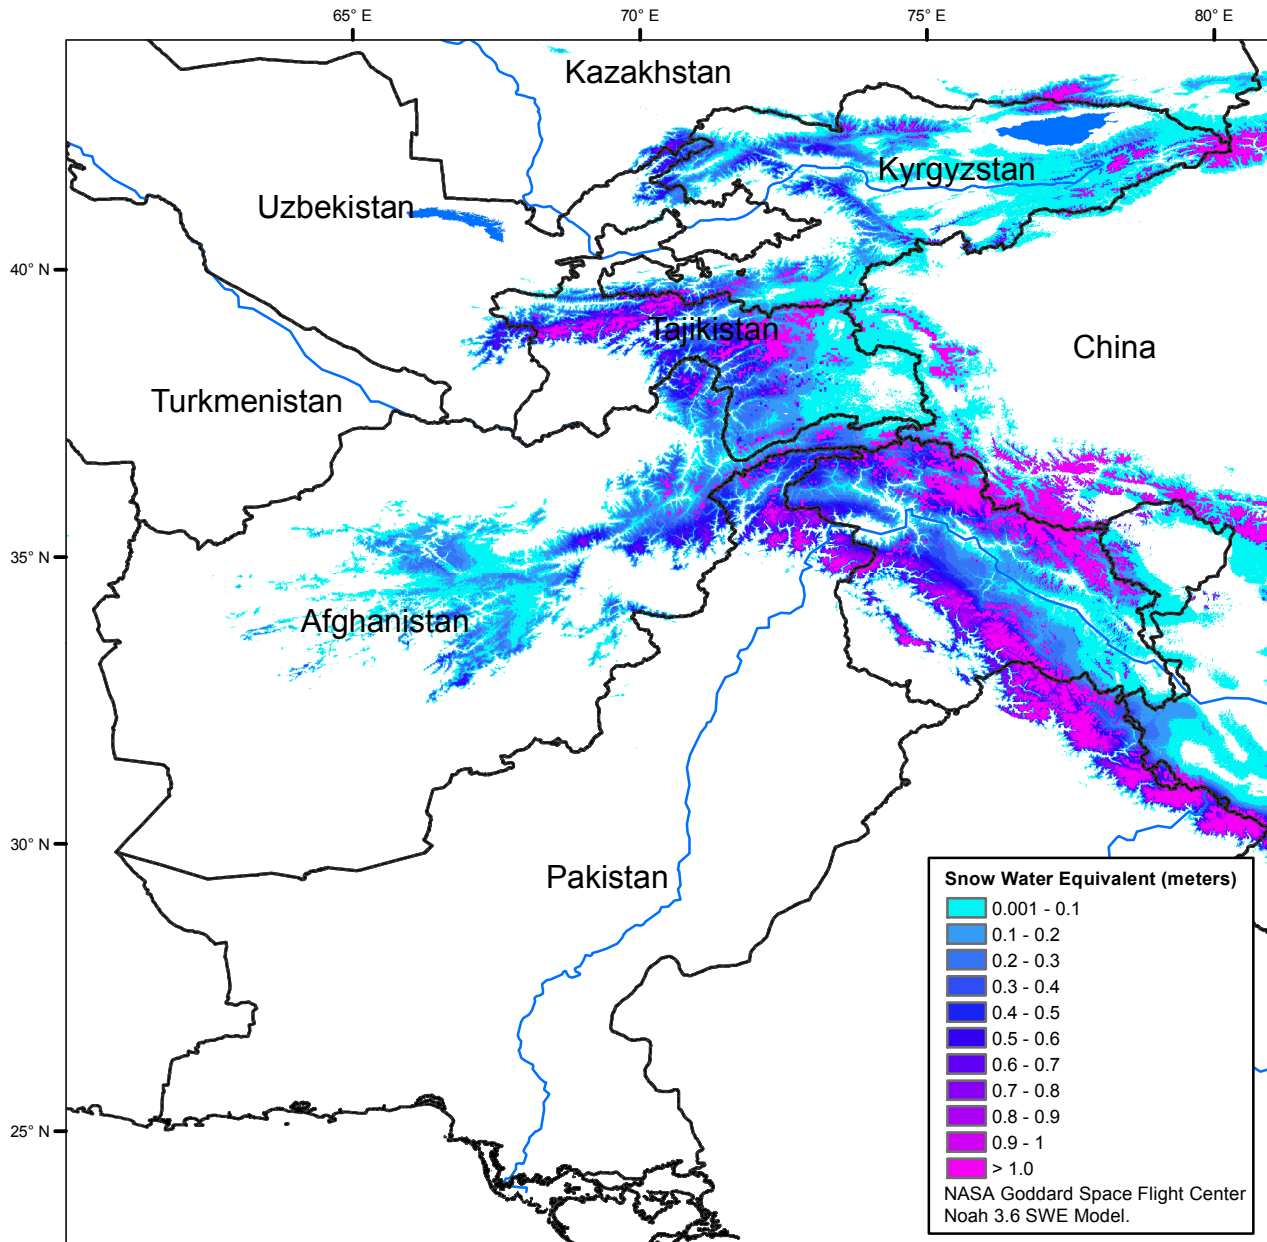 65° E
70° E
75° E
80° E
Kazakhstan
Kyrgyzstan
Uzbekistan
40° N
Tajikistan
China
Turkmenistan
35° N
Afghanistan
30° N
Pakistan
Snow Water Equivalent (meters)
0.001 - 0.1
0.1 - 0.2
0.2 - 0.3
0.3 - 0.4
0.4 - 0.5
0.5 - 0.6
0.6 - 0.7
0.7 - 0.8
0.8 - 0.9
0.9 - 1
> 1.0
NASA Goddard Space Flight Center
Noah 3.6 SWE Model.
25° N